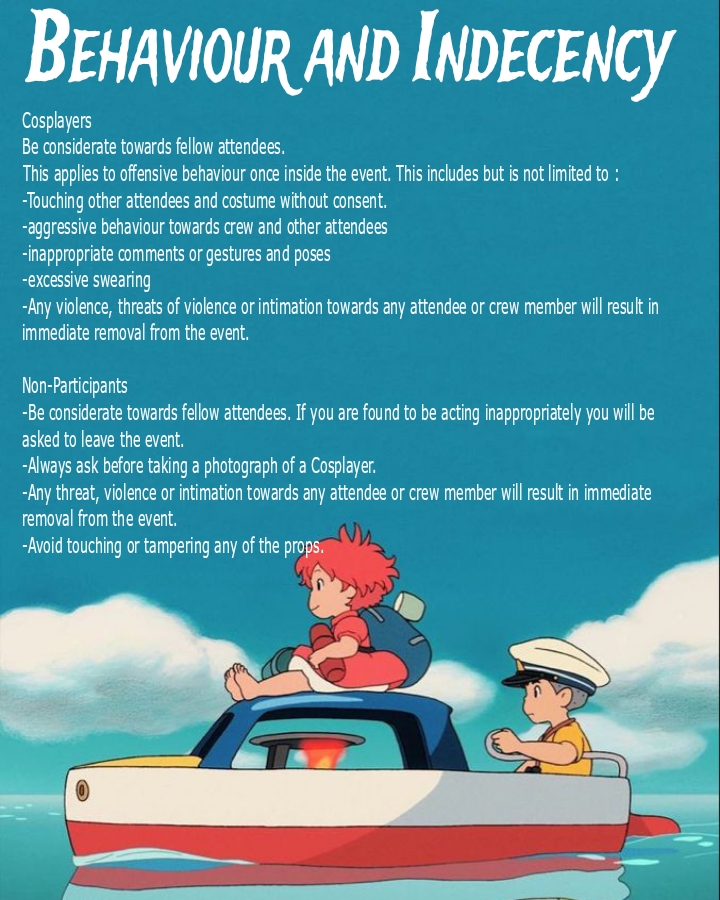 BEHAVIOUR AND INDECENCY
Cosplayers
Be considerate towards fellow attendees.
This applies to offensive behaviour once inside the event. This includes but is not limited to :
-Touching other attendees and costume without consent.
-aggressive behaviour towards crew and other attendees
-inappropriate comments or gestures and poses
-excessive swearing
-Any violence, threats of violence or intimation towards any attendee or crew member will result in
immediate removal from the event.
Non-Participants
-Be considerate towards fellow attendees. If you are found to be acting inappropriately you will be
asked to leave the event.
-Always ask before taking a photograph of a Cosplayer.
-Any threat, violence or intimation towards any attendee or crew member will result in immediate
removal from the event.
-Avoid touching or tampering any of the props.